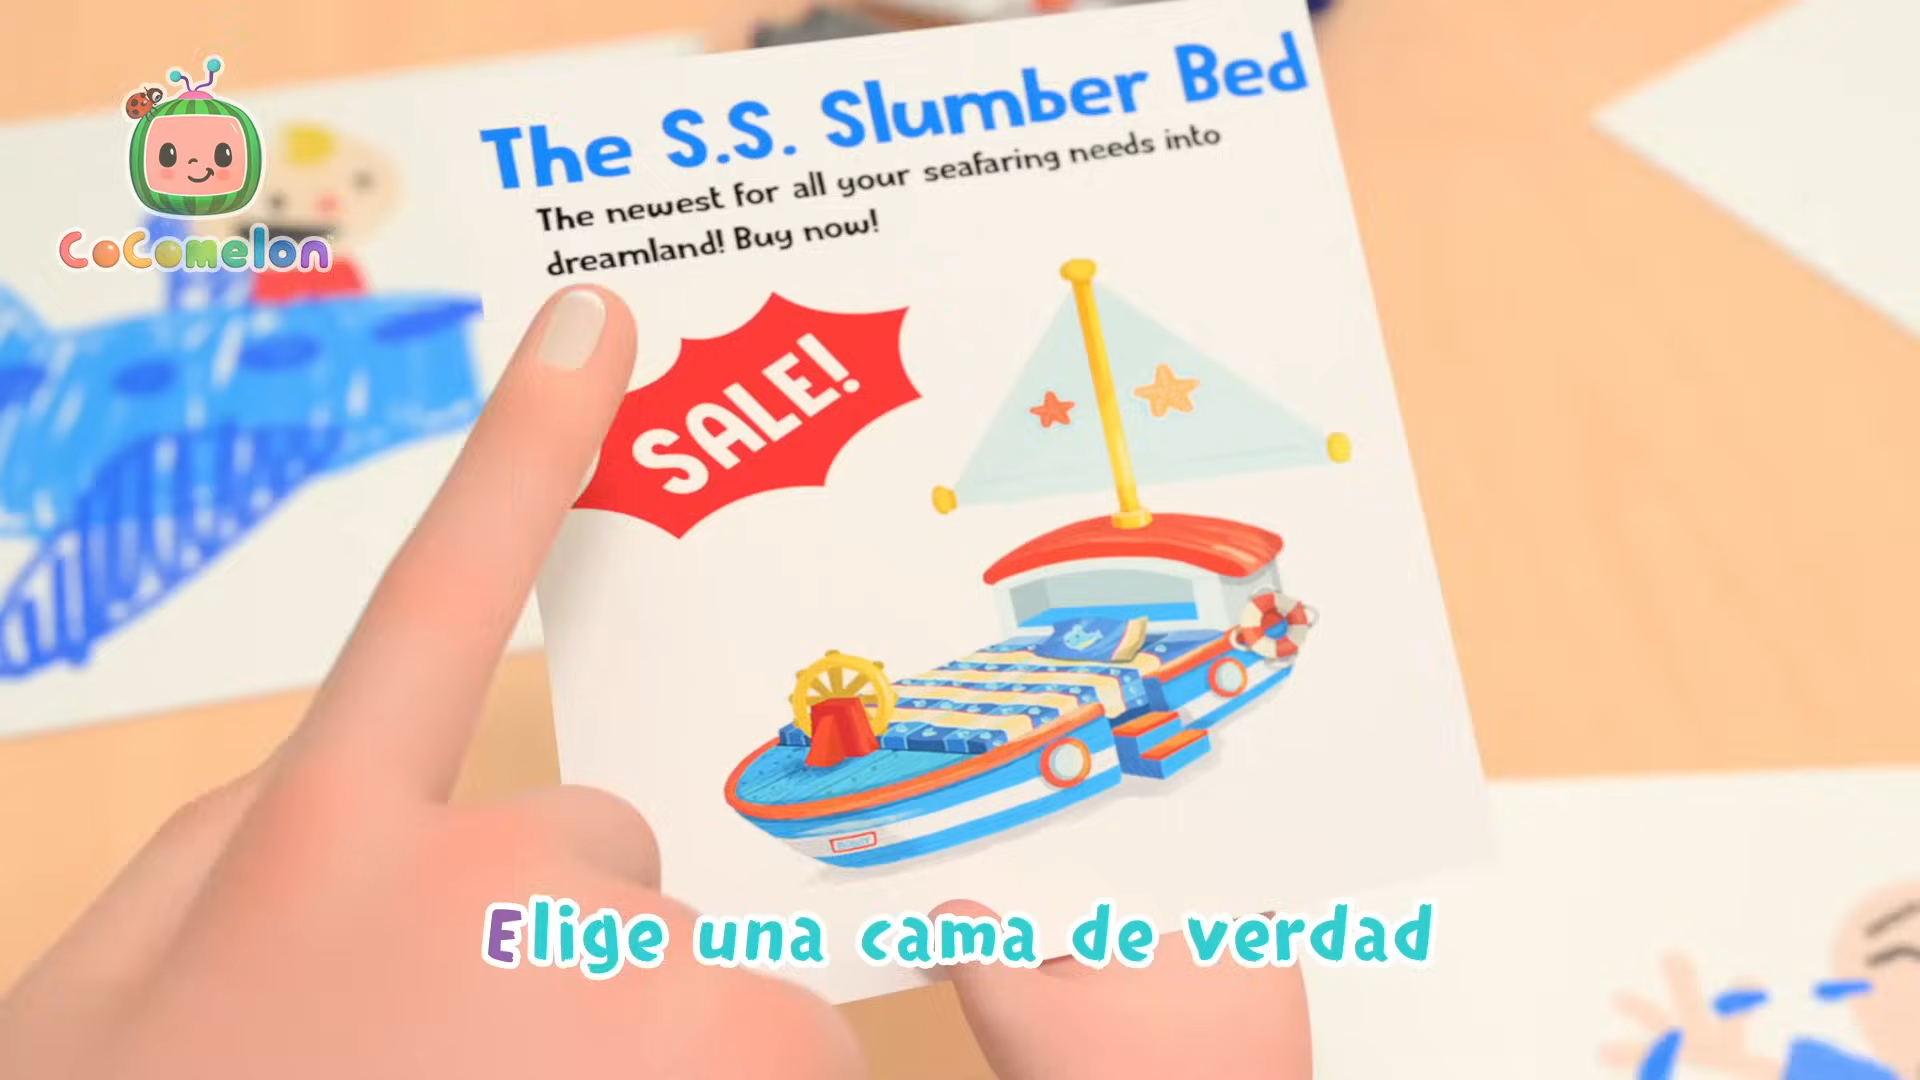 CoComelon
The S.S. Slumber Bed
The newest for all your seafaring needs into
dreamland! Buy now!
SALE!
Elige una cama de verdad